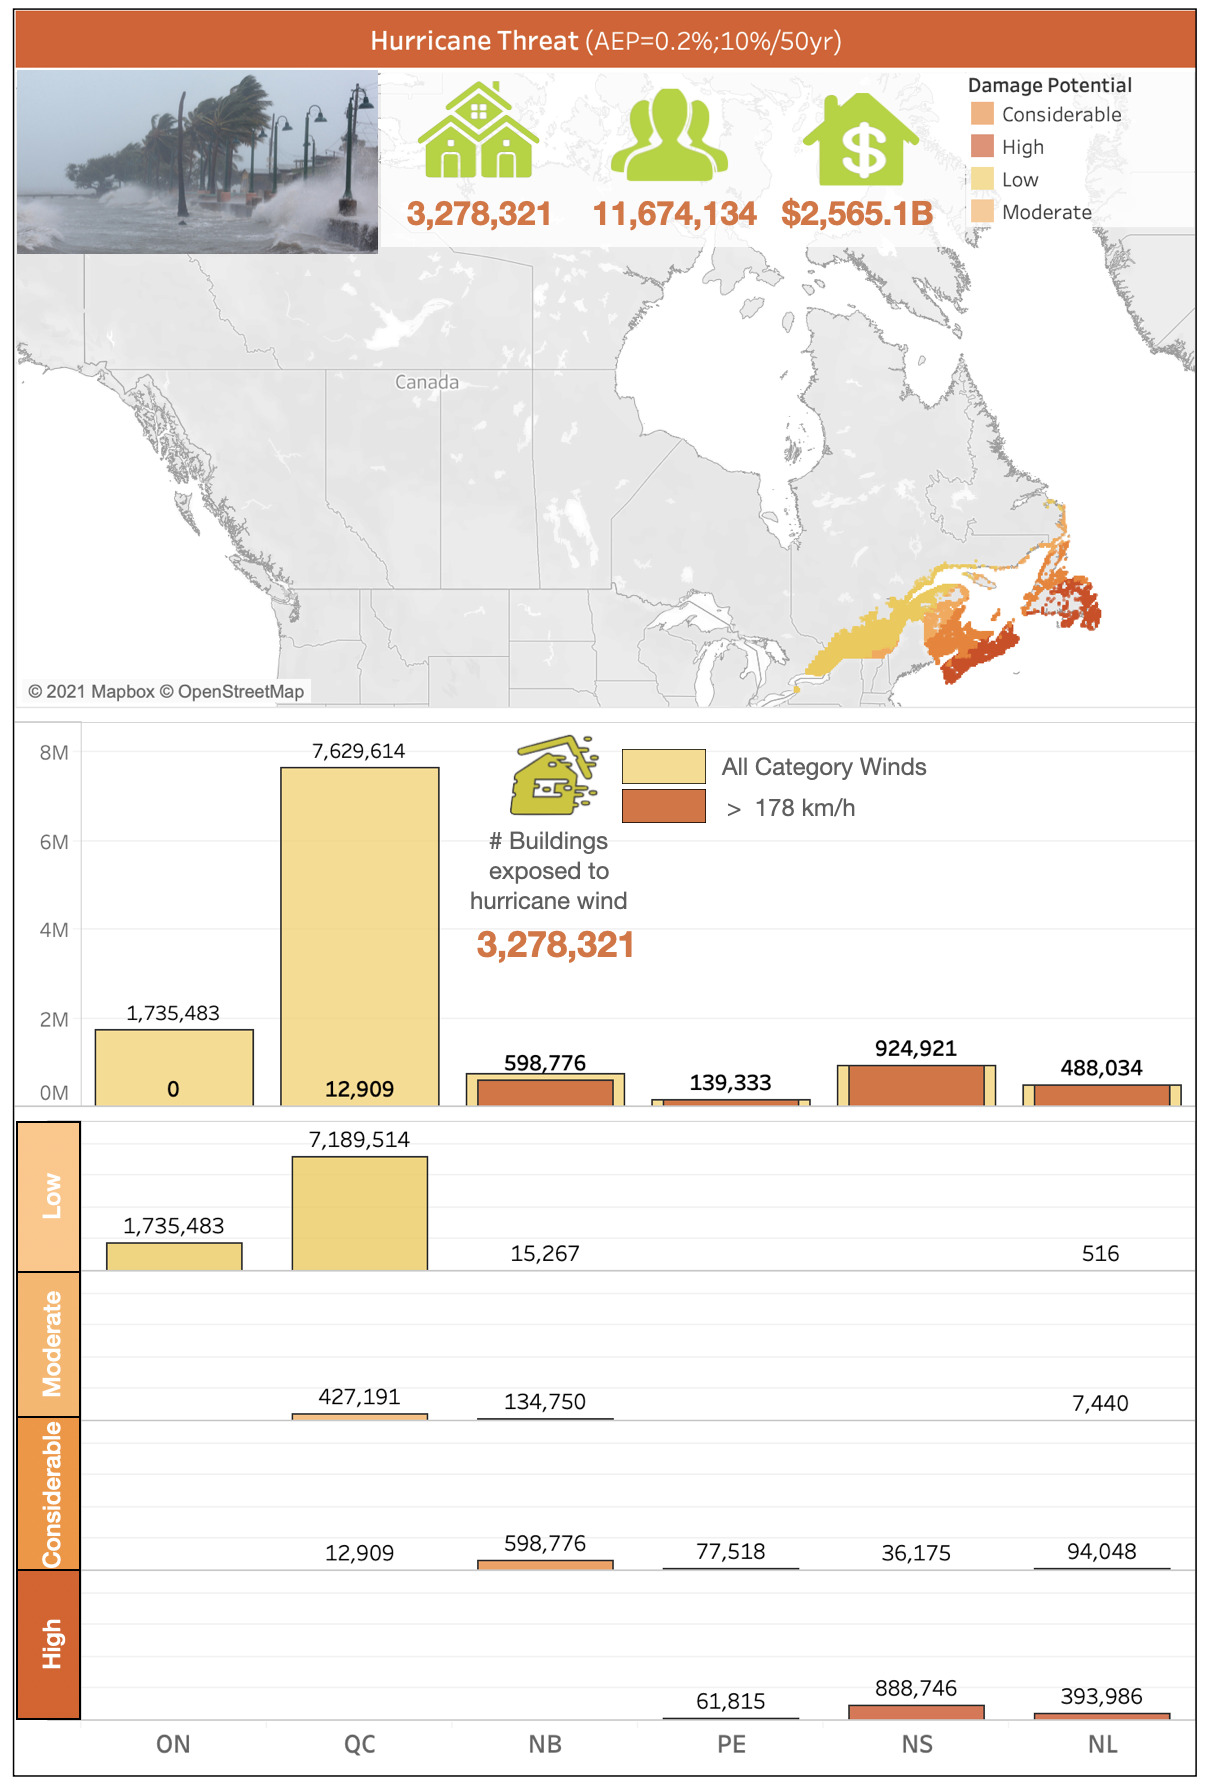 Hurricane Threat (AEP=0.2%;10%/50yr)
Damage Potential
Considerable
High
Low
Moderate
3,278,321
11,674,134
$2,565.1B
$
Canada
© 2021 Mapbox © OpenStreetMap
8M
6M
4M
2M
0M
7,629,614
All Category Winds
> 178 km/h
# Buildings
exposed to
hurricane wind
3,278,321
1,735,483
598,776
139,333
924,921
488,034
0
12,909
Low
7,189,514
1,735,483
15,267
516
Moderate
427,191
134,750
7,440
Considerable
12,909
598,776
77,518
36,175
94,048
High
61,815
888,746
393,986
ON
QC
NB
PE
NS
NL